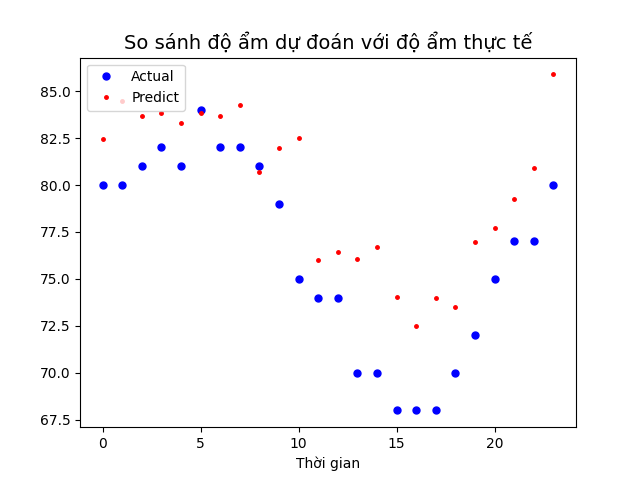 So sánh độ ẩm dự đoán với độ ẩm thực tế
Actual
Predict
85.0
82.5
80.0
77.5
75.0
72.5
70.0
67.5
0 5 10 15 20
Thời gian